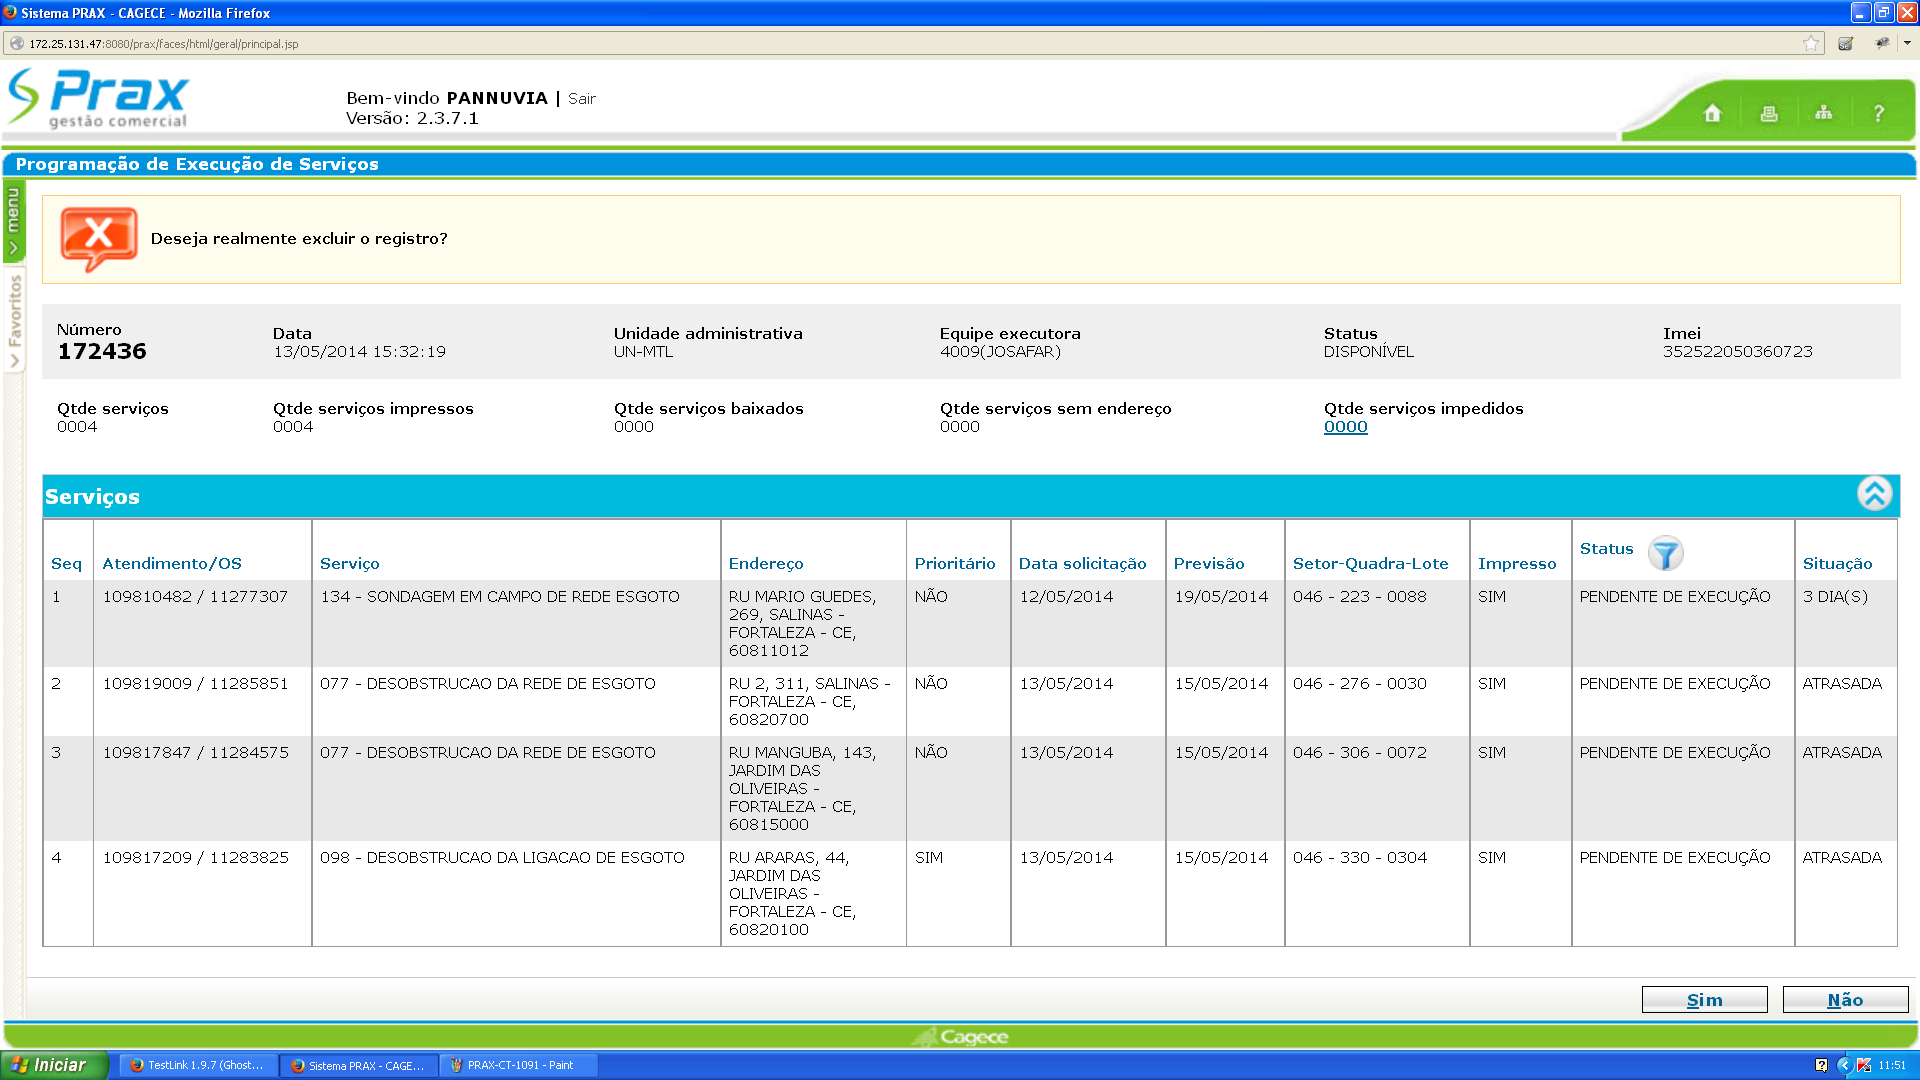 Sistema PRAX - CAGECE - Mozilla Firefox
172.25.131.47:8080/prax/faces/html/geral/principal.jsp
Prax
gestão comercial
Bem-vindo PANNUVIA | Sair
Versão: 2.3.7.1
?
Programação de Execução de Serviços
menu
Favoritos
Deseja realmente excluir o registro?
Número
172436
Data
13/05/2014 15:32:19
Unidade administrativa
UN-MTL
Equipe executora
4009(JOSAFAR)
Status
DISPONÍVEL
Imei
352522050360723
Qtde serviços
0004
Qtde serviços impressos
0004
Qtde serviços baixados
0000
Qtde serviços sem endereço
0000
Qtde serviços impedidos
0000
Serviços
Seq Atendimento/OS Serviço Endereço Prioritário Data solicitação Previsão Setor-Quadra-Lote Impresso Status Situação
1 109810482 / 11277307 134 - SONDAGEM EM CAMPO DE REDE ESGOTO RU MARIO GUEDES, NÃO 12/05/2014 19/05/2014 046 - 223 - 0088 SIM PENDENTE DE EXECUÇÃO 3 DIA(S)
269, SALINAS -
FORTALEZA - CE,
60811012
2 109819009 / 11285851 077 - DESOBSTRUCAO DA REDE DE ESGOTO RU 2, 311, SALINAS - NÃO 13/05/2014 15/05/2014 046 - 276 - 0030 SIM PENDENTE DE EXECUÇÃO ATRASADA
FORTALEZA - CE,
60820700
3 109817847 / 11284575 077 - DESOBSTRUCAO DA REDE DE ESGOTO RU MANGUBA, 143, NÃO 13/05/2014 15/05/2014 046 - 306 - 0072 SIM PENDENTE DE EXECUÇÃO ATRASADA
JARDIM DAS
OLIVEIRAS -
FORTALEZA - CE,
60815000
4 109817209 / 11283825 098 - DESOBSTRUCAO DA LIGACAO DE ESGOTO RU ARARAS, 44, SIM 13/05/2014 15/05/2014 046 - 330 - 0304 SIM PENDENTE DE EXECUÇÃO ATRASADA
JARDIM DAS
OLIVEIRAS -
FORTALEZA - CE,
60820100
Sim Não
Cagece
Iniciar TestLink 1.9.7 (Ghost... Sistema PRAX - CAGE... PRAX-CT-1091 - Paint 11:51